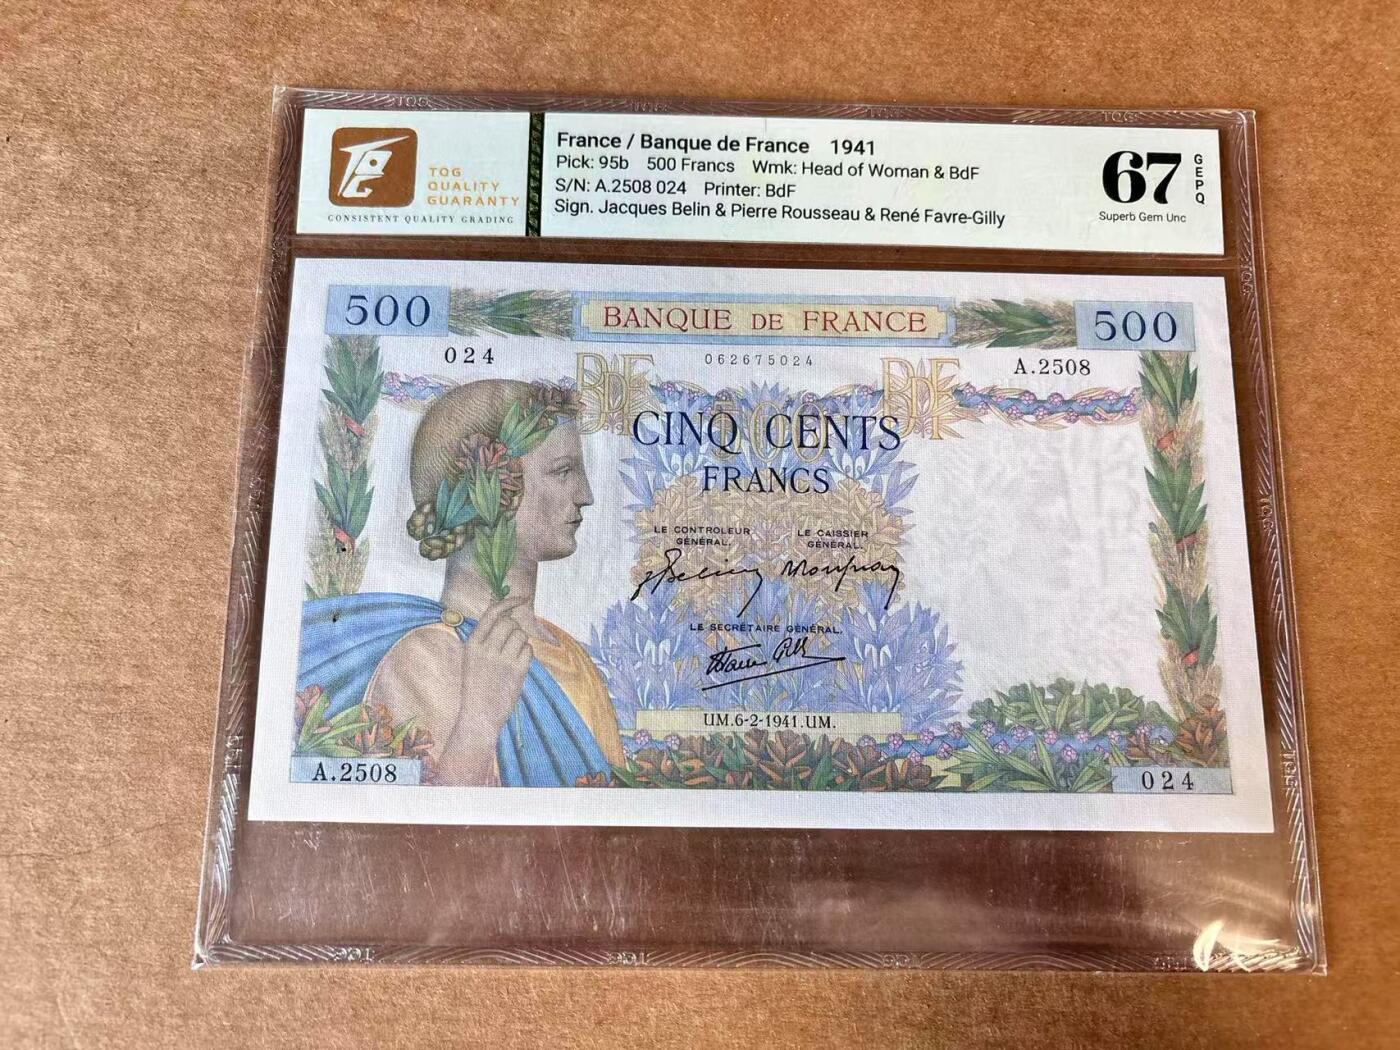 TQG
QUALITY
GUARANTY
CONSISTENT QUALITY GRADING
France / Banque de France 1941
Pick: 95b 500 Francs Wmk: Head of Woman & BdF
S/N: A.2508 024 Printer: BdF
Sign. Jacques Belin & Pierre Rousseau & René Favre-Gilly
67
GEPQ
Superb Gem Unc
500
BANQUE DE FRANCE
500
024
062675024
A.2508
BdF
BdF
500
CINQ CENTS
FRANCS
LE CONTROLEUR
GÉNÉRAL.
LE CAISSIER
GÉNÉRAL.
LE SECRÉTAIRE GÉNÉRAL.
UM.6-2-1941.UM.
A.2508
024